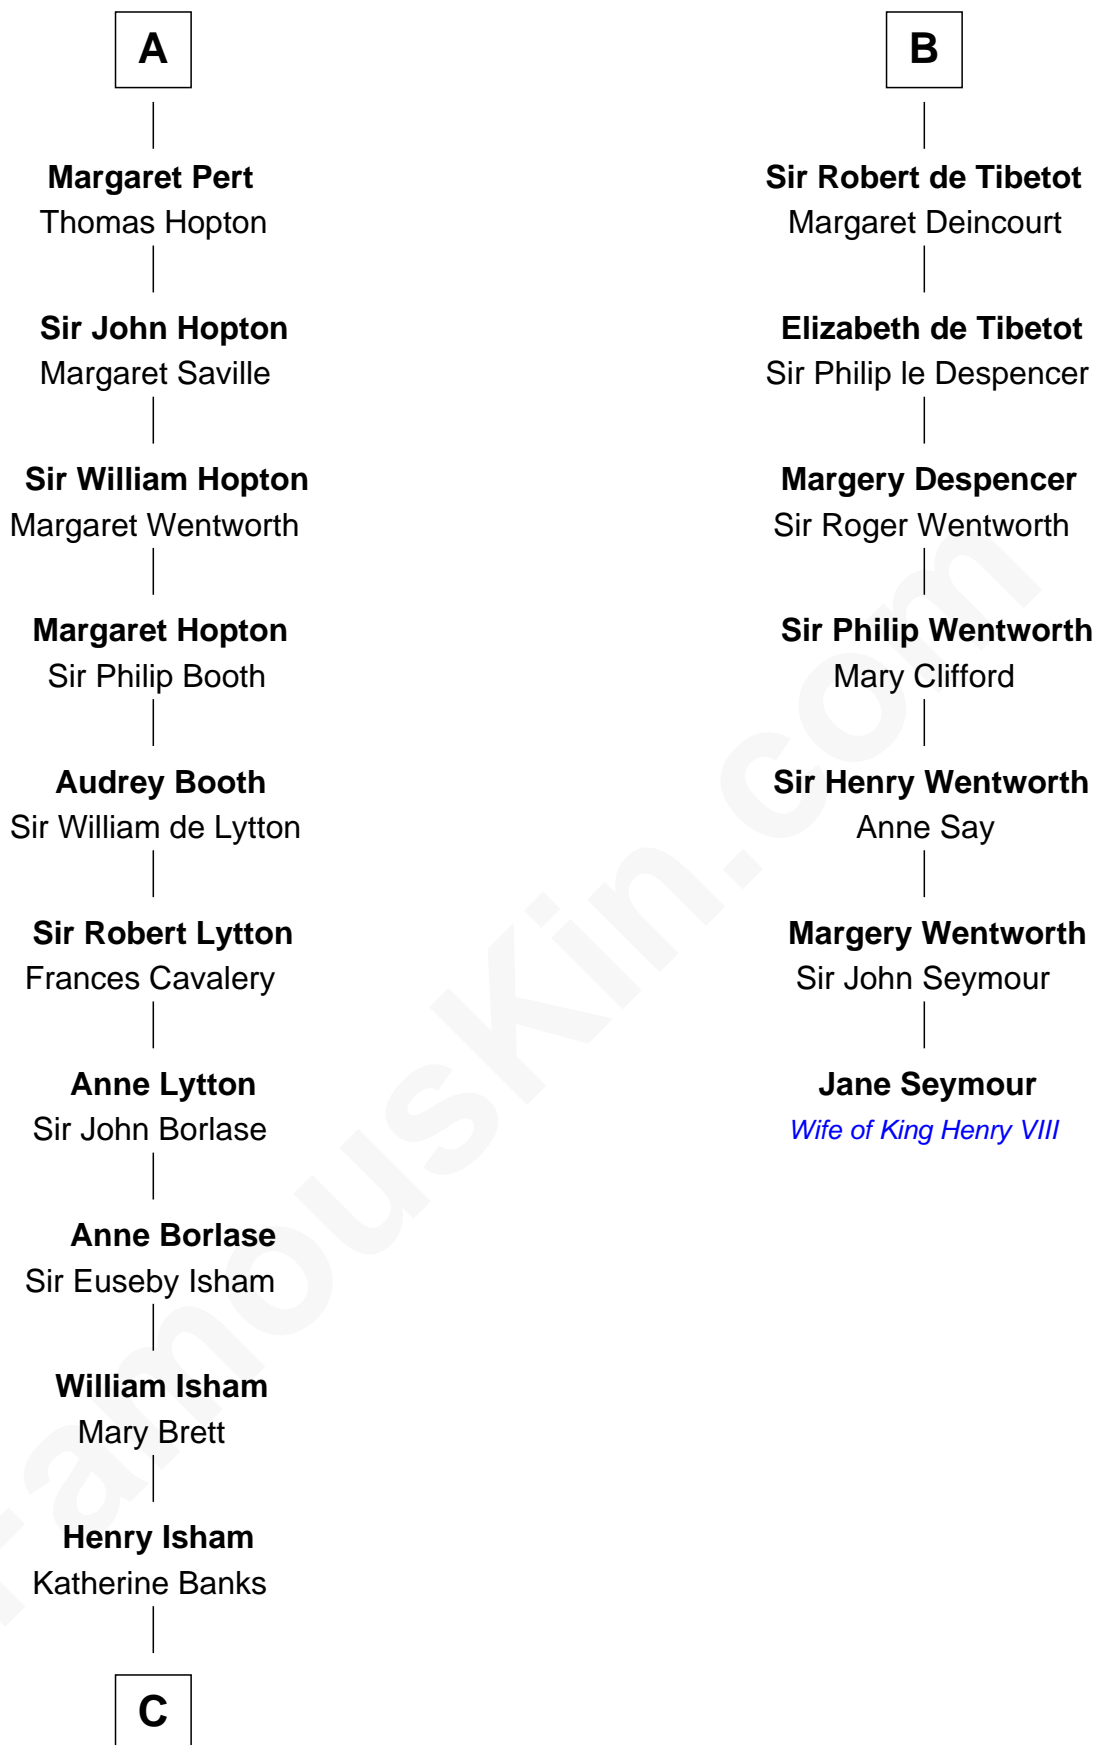 A
Margaret Pert
Thomas Hopton
Sir John Hopton
Margaret Saville
Sir William Hopton
Margaret Wentworth
Margaret Hopton
Sir Philip Booth
Audrey Booth
Sir William de Lytton
Sir Robert Lytton
Frances Cavalery
Anne Lytton
Sir John Borlase
Anne Borlase
Sir Euseby Isham
William Isham
Mary Brett
Henry Isham
Katherine Banks
C
B
Sir Robert de Tibetot
Margaret Deincourt
Elizabeth de Tibetot
Sir Philip le Despencer
Margery Despencer
Sir Roger Wentworth
Sir Philip Wentworth
Mary Clifford
Sir Henry Wentworth
Anne Say
Margery Wentworth
Sir John Seymour
Jane Seymour
Wife of King Henry VIII
FamousKin.com